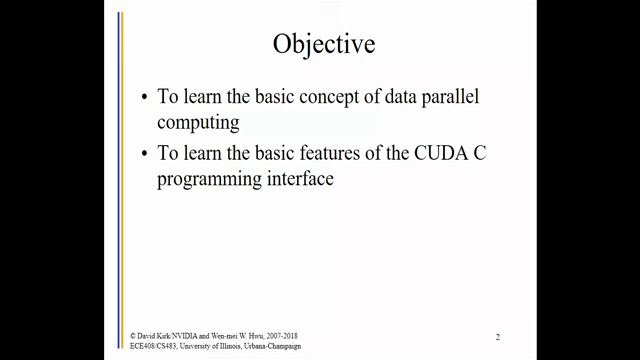 Objective
• To learn the basic concept of data parallel
computing
• To learn the basic features of the CUDA C
programming interface
© David Kirk/NVIDIA and Wen-mei W. Hwu, 2007-2018
ECE408/CS483, University of Illinois, Urbana-Champaign
2